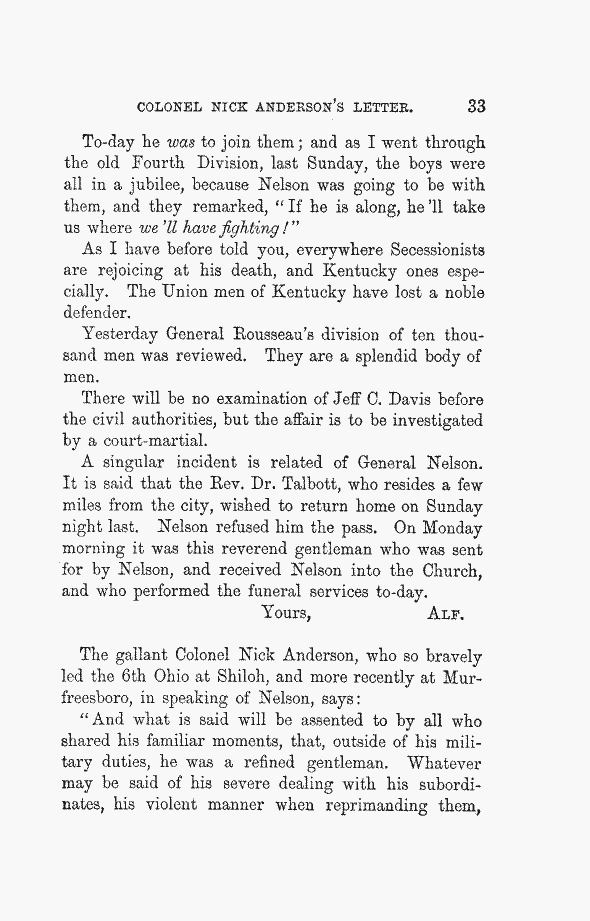 COLONEL NICK ANDERSON'S LETTER. 33
To-day he was to join them; and as I went through
the old Fourth Division, last Sunday, the boys were
all in a jubilee, because Nelson was going to be with
them, and they remarked, "If he is along, he'll take
us where we'll have fighting!"
As I have before told you, everywhere Secessionists
are rejoicing at his death, and Kentucky ones espe-
cially. The Union men of Kentucky have lost a noble
defender.
Yesterday General Rousseau's division of ten thou-
sand men was reviewed. They are a splendid body of
men.
There will be no examination of Jeff C. Davis before
the civil authorities, but the affair is to be investigated
by a court-martial.
A singular incident is related of General Nelson.
It is said that the Rev. Dr. Talbott, who resides a few
miles from the city, wished to return home on Sunday
night last. Nelson refused him the pass. On Monday
morning it was this reverend gentleman who was sent
for by Nelson, and received Nelson into the Church,
and who performed the funeral services to-day.
Yours, ALF.
The gallant Colonel Nick Anderson, who so bravely
led the 6th Ohio at Shiloh, and more recently at Mur-
freesboro, in speaking of Nelson, says:
"And what is said will be assented to by all who
shared his familiar moments, that, outside of his mili-
tary duties, he was a refined gentleman. Whatever
may be said of his severe dealing with his subordi-
nates, his violent manner when reprimanding them,